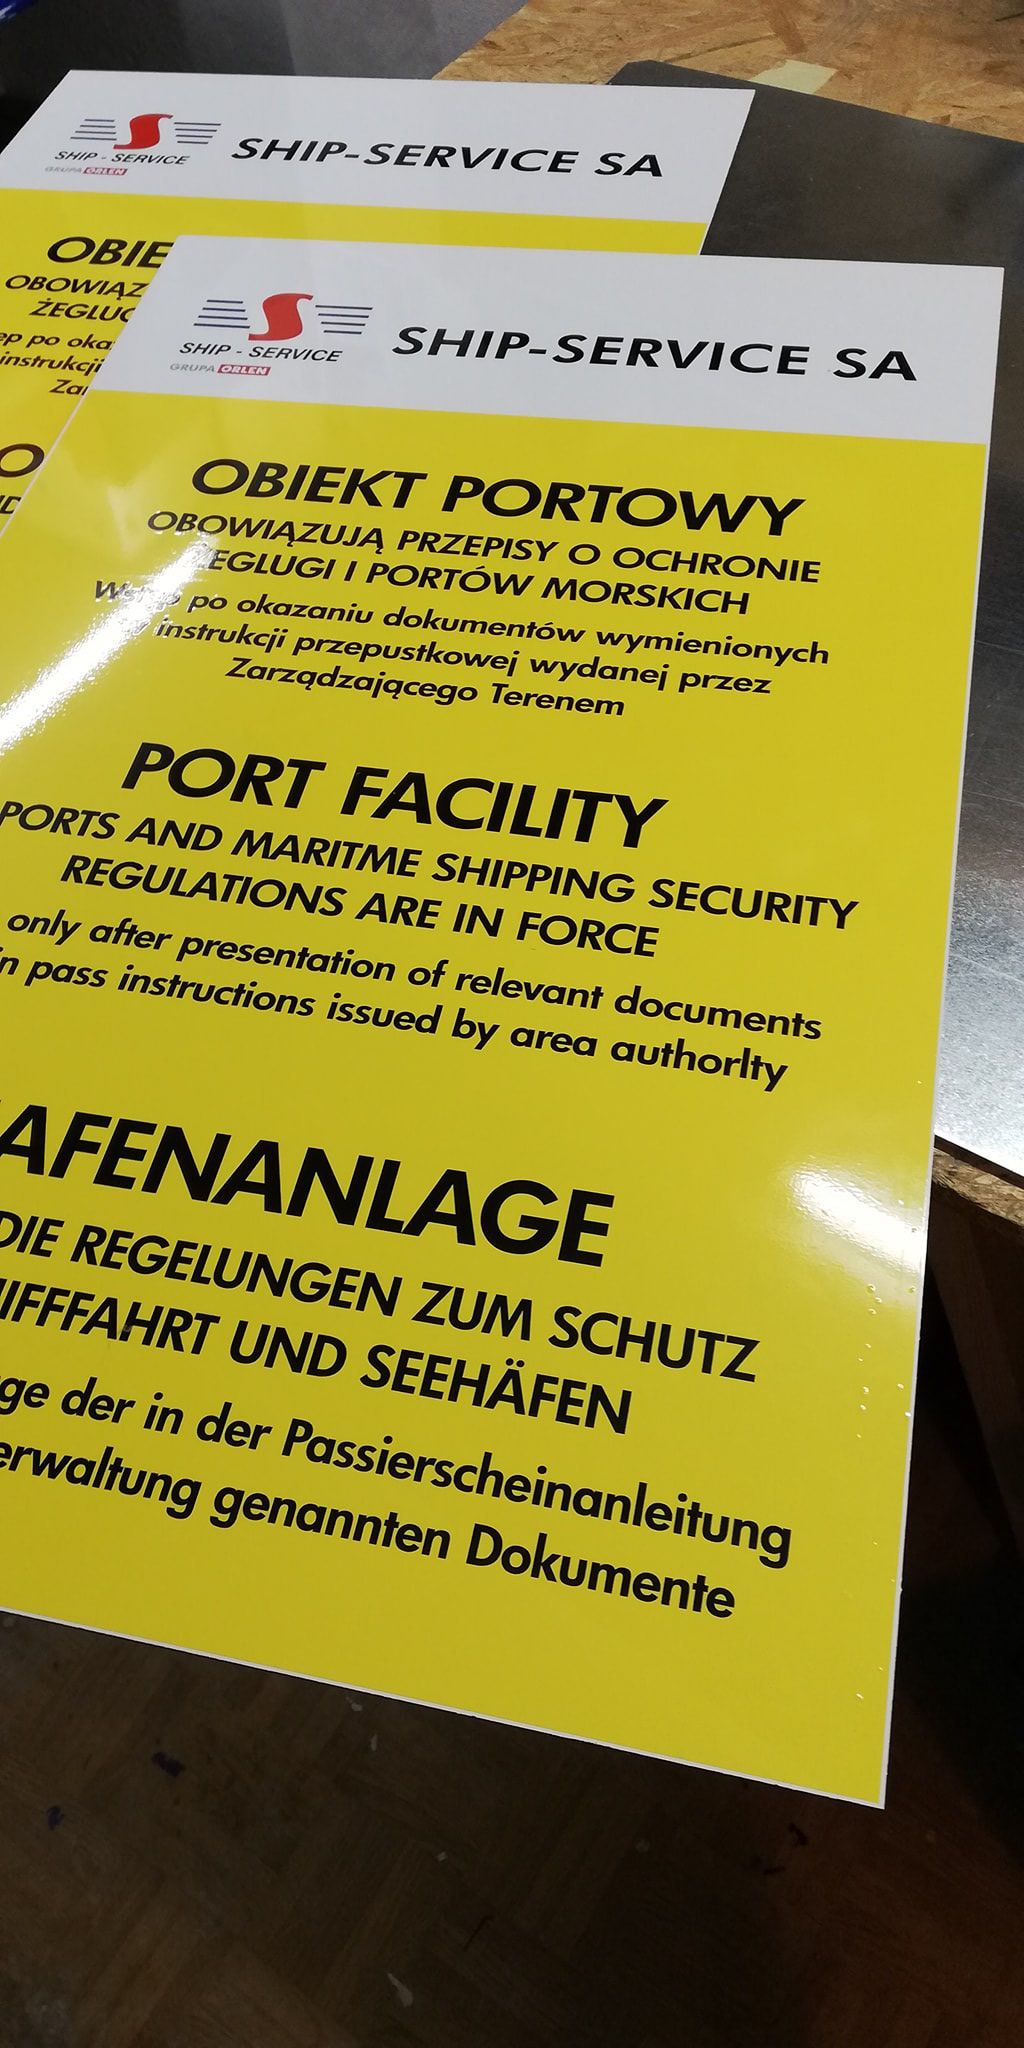 SHIP - SERVICE
GRUPA ORLEN
SHIP-SERVICE SA
SHIP - SERVICE
GRUPA ORLEN
SHIP-SERVICE SA
OBIEKT PORTOWY
OBOWIĄZUJĄ PRZEPISY O OCHRONIE
ŻEGLUGI I PORTÓW MORSKICH
Wstęp po okazaniu dokumentów wymienionych
w instrukcji przepustkowej wydanej przez
Zarządzającego Terenem
PORT FACILITY
PORTS AND MARITME SHIPPING SECURITY
REGULATIONS ARE IN FORCE
only after presentation of relevant documents
in pass instructions issued by area authorlty
AFENANLAGE
DIE REGELUNGEN ZUM SCHUTZ
IFFFAHRT UND SEEHÄFEN
ge der in der Passierscheinanleitung
erwaltung genannten Dokumente